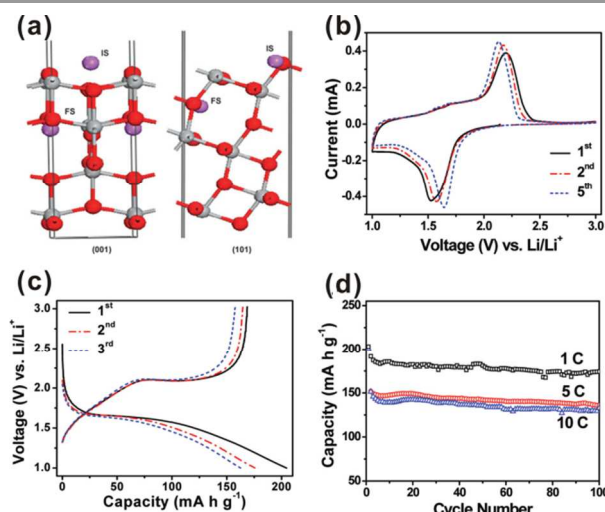 (a)
IS
FS
(001)
IS
FS
(101)
(b)
Current (mA)
0.4
0.2
0.0
-0.2
-0.4
1st
2nd
5th
1.0 1.5 2.0 2.5 3.0
Voltage (V) vs. Li/Li+
(c)
Voltage (V) vs. Li/Li+
3.0
2.5
2.0
1.5
1.0
1st
2nd
3rd
0 50 100 150 200
Capacity (mA h g-1)
(d)
Capacity (mA h g-1)
250
200
150
100
50
0
1 C
5 C
10 C
0 20 40 60 80 100
Cycle Number